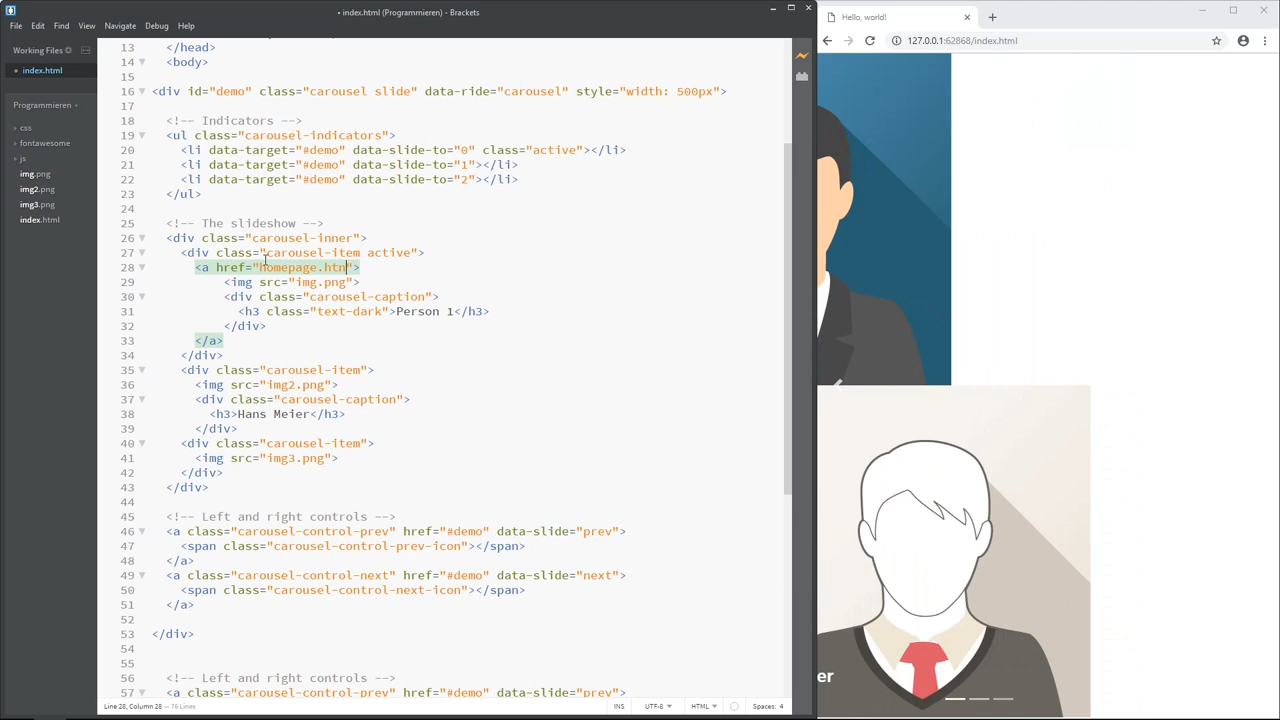 • index.html (Programmieren) - Brackets
File Edit Find View Navigate Debug Help
Working Files
index.html
Programmieren
css
fontawesome
js
img.png
img2.png
img3.png
index.html
13 </head>
14 <body>
15
16 <div id="demo" class="carousel slide" data-ride="carousel" style="width: 500px">
17
18 <!-- Indicators -->
19 <ul class="carousel-indicators">
20 <li data-target="#demo" data-slide-to="0" class="active"></li>
21 <li data-target="#demo" data-slide-to="1"></li>
22 <li data-target="#demo" data-slide-to="2"></li>
23 </ul>
24
25 <!-- The slideshow -->
26 <div class="carousel-inner">
27 <div class="carousel-item active">
28 <a href="homepage.htn">
29 <img src="img.png">
30 <div class="carousel-caption">
31 <h3 class="text-dark">Person 1</h3>
32 </div>
33 </a>
34 </div>
35 <div class="carousel-item">
36 <img src="img2.png">
37 <div class="carousel-caption">
38 <h3>Hans Meier</h3>
39 </div>
40 <div class="carousel-item">
41 <img src="img3.png">
42 </div>
43 </div>
44
45 <!-- Left and right controls -->
46 <a class="carousel-control-prev" href="#demo" data-slide="prev">
47 <span class="carousel-control-prev-icon"></span>
48 </a>
49 <a class="carousel-control-next" href="#demo" data-slide="next">
50 <span class="carousel-control-next-icon"></span>
51 </a>
52
53 </div>
54
55
56 <!-- Left and right controls -->
57 <a class="carousel-control-prev" href="#demo" data-slide="prev">
Line 28, Column 28 — 76 Lines
INS UTF-8 HTML Spaces: 4
Hello, world!
127.0.0.1:62868/index.html
er